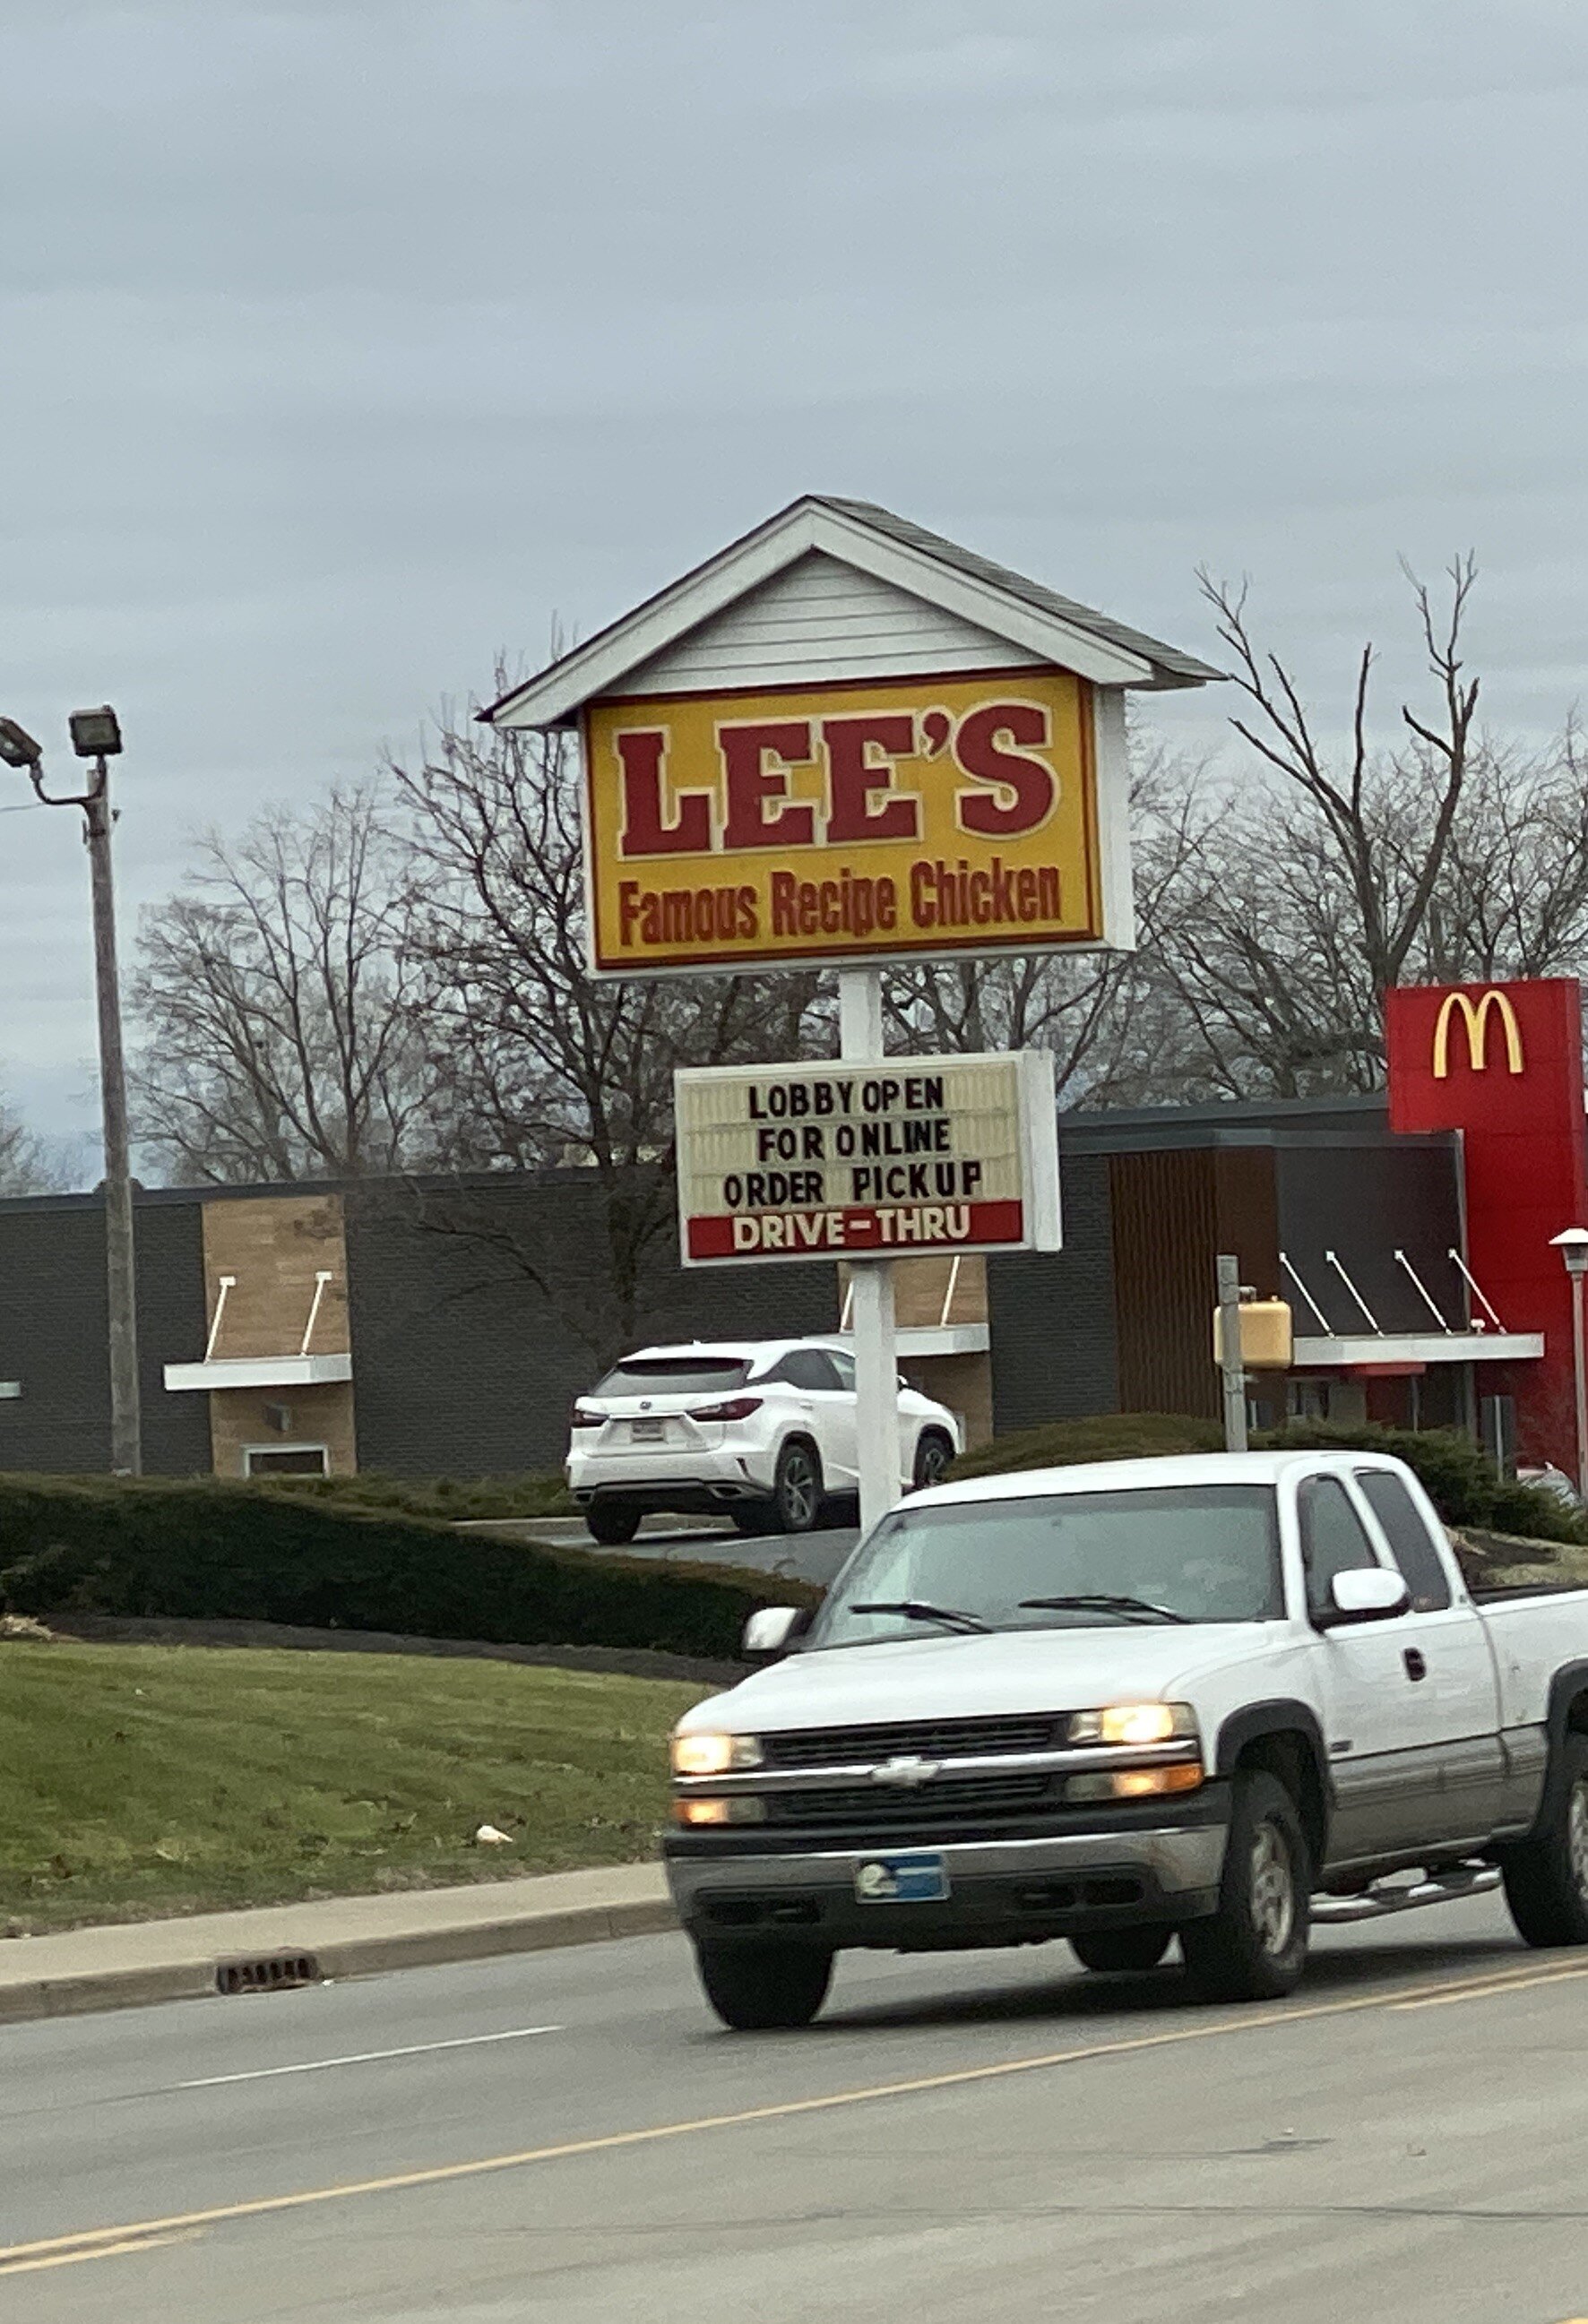 LEE'S
Famous Recipe Chicken
LOBBY OPEN
FOR ONLINE
ORDER PICKUP
DRIVE-THRU
M